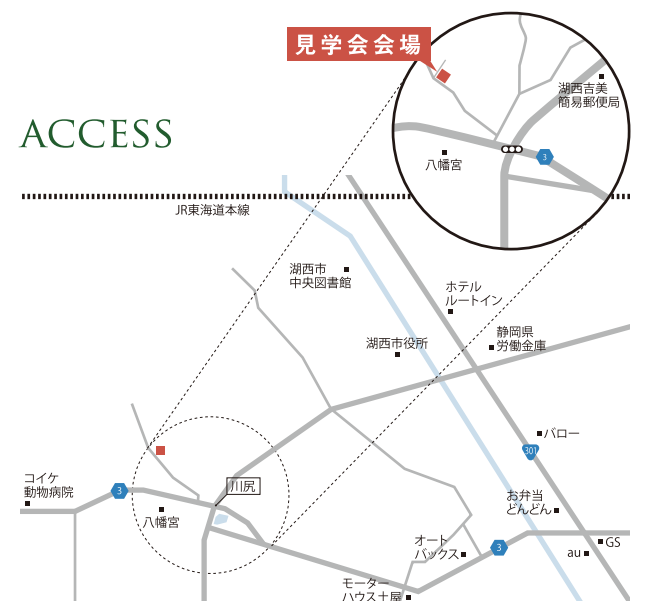 見学会会場
湖西吉美
簡易郵便局
ACCESS
3
八幡宮
JR東海道本線
湖西市
中央図書館
ホテル
ルートイン
静岡県
労働金庫
湖西市役所
バロー
301
コイケ
動物病院
3
川尻
お弁当
どんどん
八幡宮
オート
バックス
3
GS
au
モーター
ハウス土屋